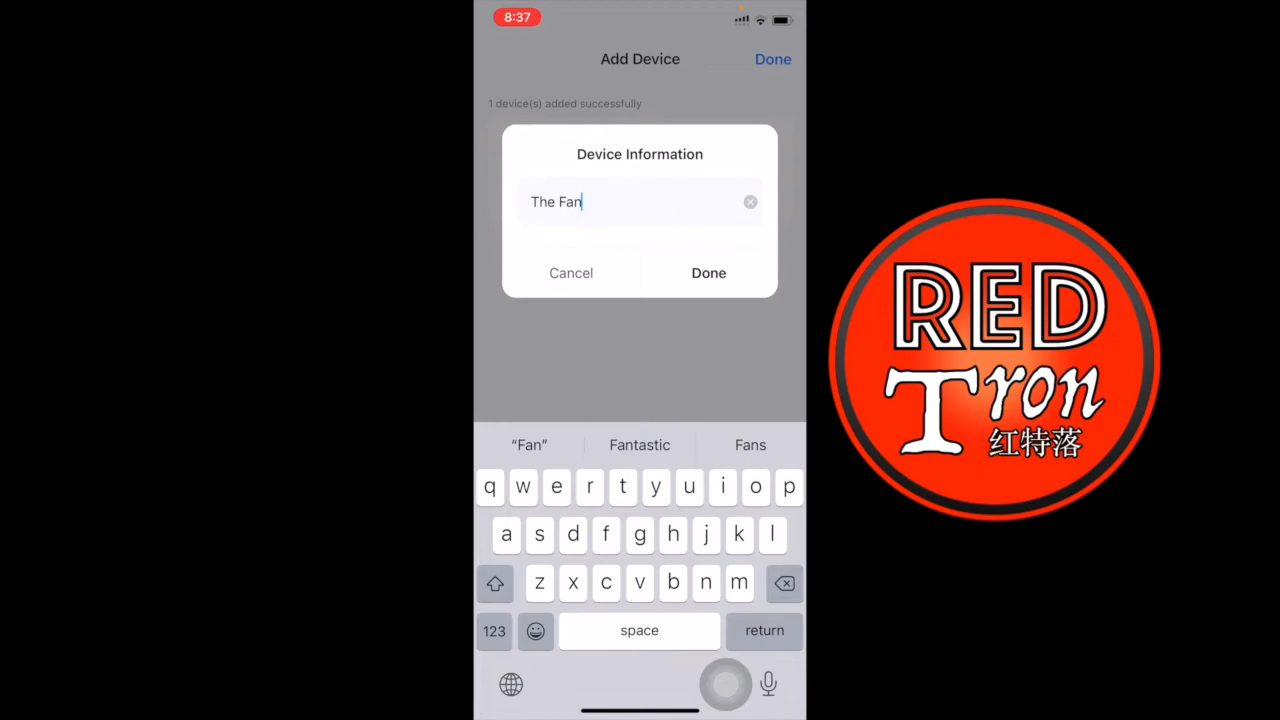 8:37
Add Device
Done
1 device(s) added successfully
Device Information
The Fan
Cancel
Done
“Fan”
Fantastic
Fans
q w e r t y u i o p
a s d f g h j k l
z x c v b n m
123
space
return
RED
Tron
红特落